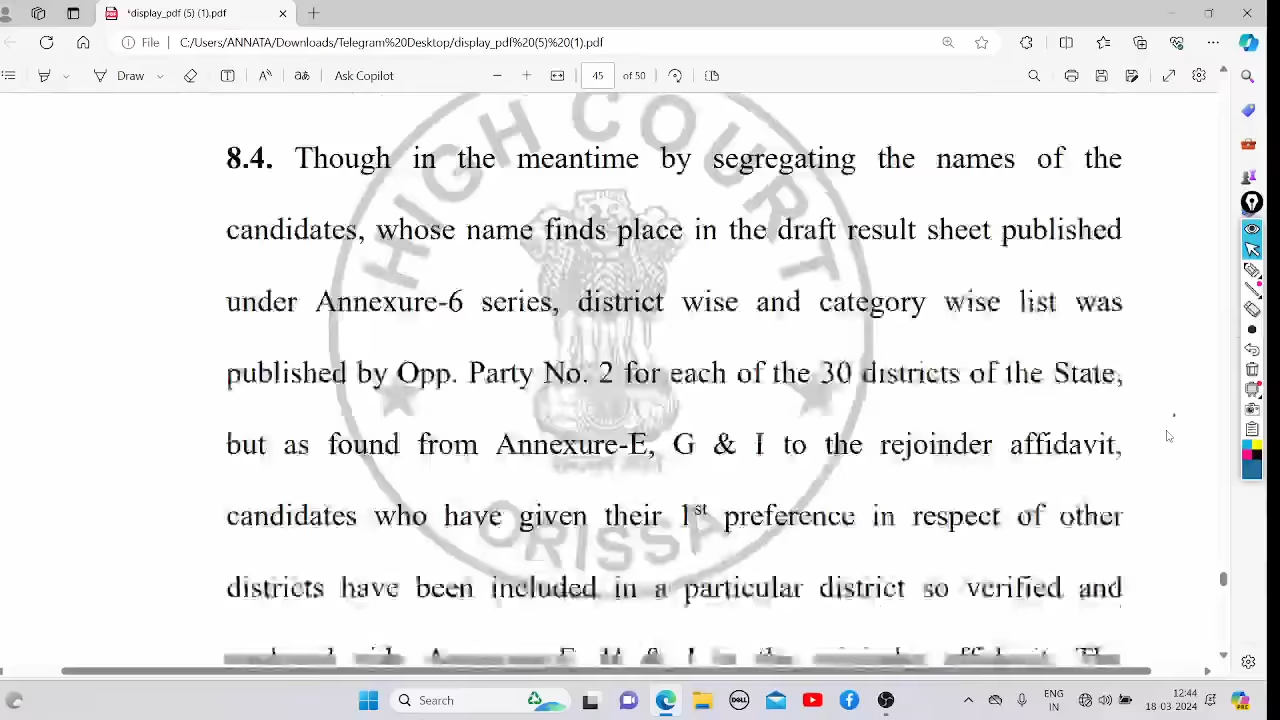 *display_pdf (5) (1).pdf
File C:/Users/ANNATA/Downloads/Telegram%20Desktop/display_pdf%20(5)%20(1).pdf
Draw Ask Copilot 45 of 50
HIGH COURT
8.4. Though in the meantime by segregating the names of the
candidates, whose name finds place in the draft result sheet published
under Annexure-6 series, district wise and category wise list was
published by Opp. Party No. 2 for each of the 30 districts of the State,
but as found from Annexure-E, G & I to the rejoinder affidavit,
candidates who have given their 1st preference in respect of other
ORISSA
districts have been included in a particular district so verified and
Search
DELL
ENG
IN
12:44
18-03-2024